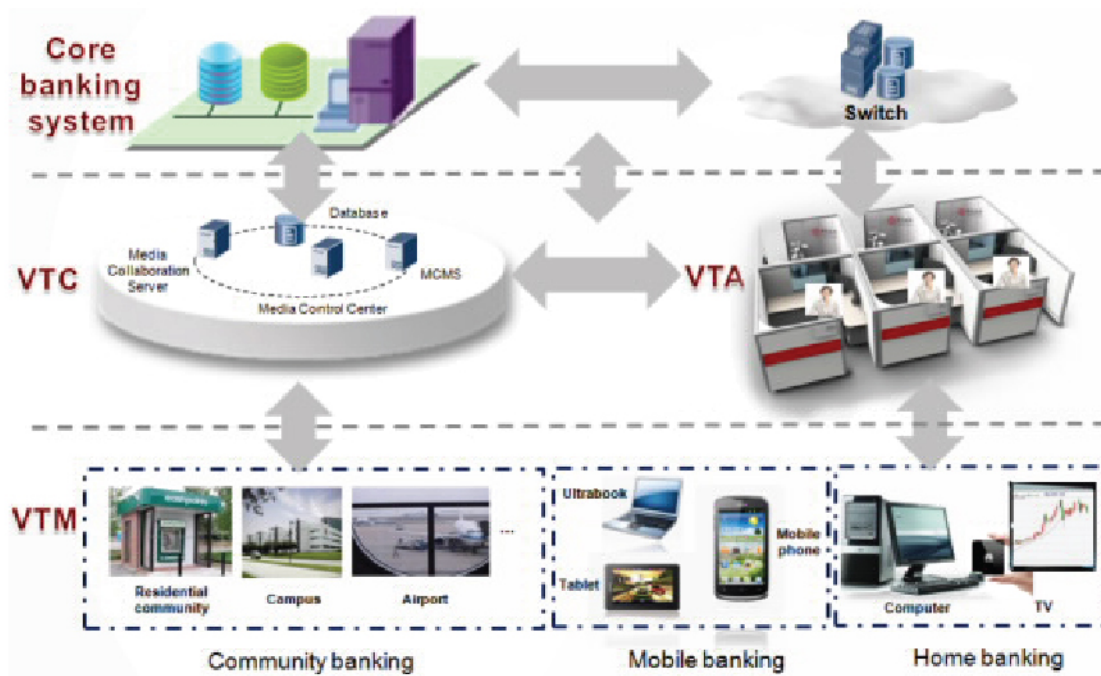 Core
banking
system
Switch
Database
Media
Collaboration
Server
MCMS
Media Control Center
VTC
VTA
VTM
Residential
community
Campus
Airport
...
Ultrabook
Mobile
phone
Tablet
Computer
TV
Community banking
Mobile banking
Home banking